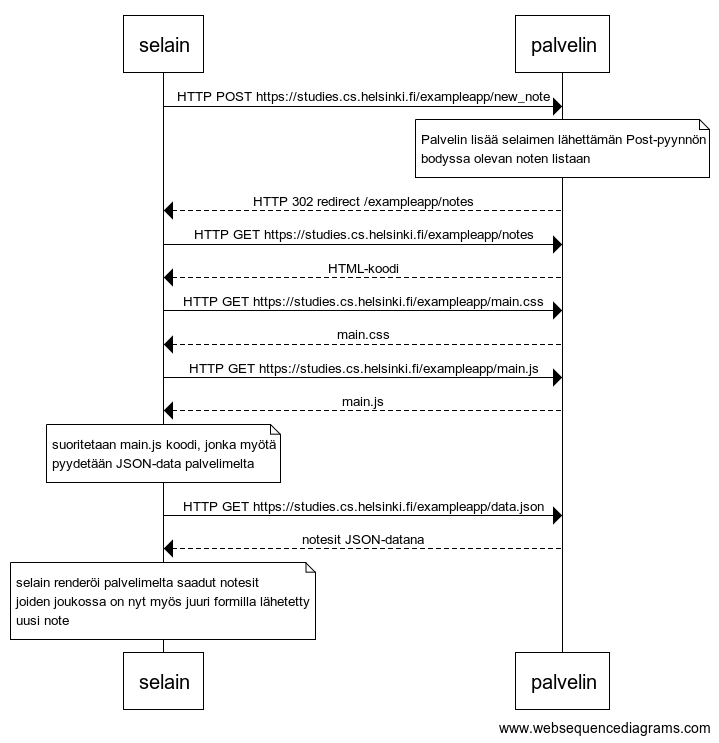 selain
palvelin
HTTP POST https://studies.cs.helsinki.fi/exampleapp/new_note
Palvelin lisää selaimen lähettämän Post-pyynnön
bodyssa olevan noten listaan
HTTP 302 redirect /exampleapp/notes
HTTP GET https://studies.cs.helsinki.fi/exampleapp/notes
HTML-koodi
HTTP GET https://studies.cs.helsinki.fi/exampleapp/main.css
main.css
HTTP GET https://studies.cs.helsinki.fi/exampleapp/main.js
main.js
suoritetaan main.js koodi, jonka myötä
pyydetään JSON-data palvelimelta
HTTP GET https://studies.cs.helsinki.fi/exampleapp/data.json
notesit JSON-datana
selain renderöi palvelimelta saadut notesit
joiden joukossa on nyt myös juuri formilla lähetetty
uusi note
selain
palvelin
www.websequencediagrams.com